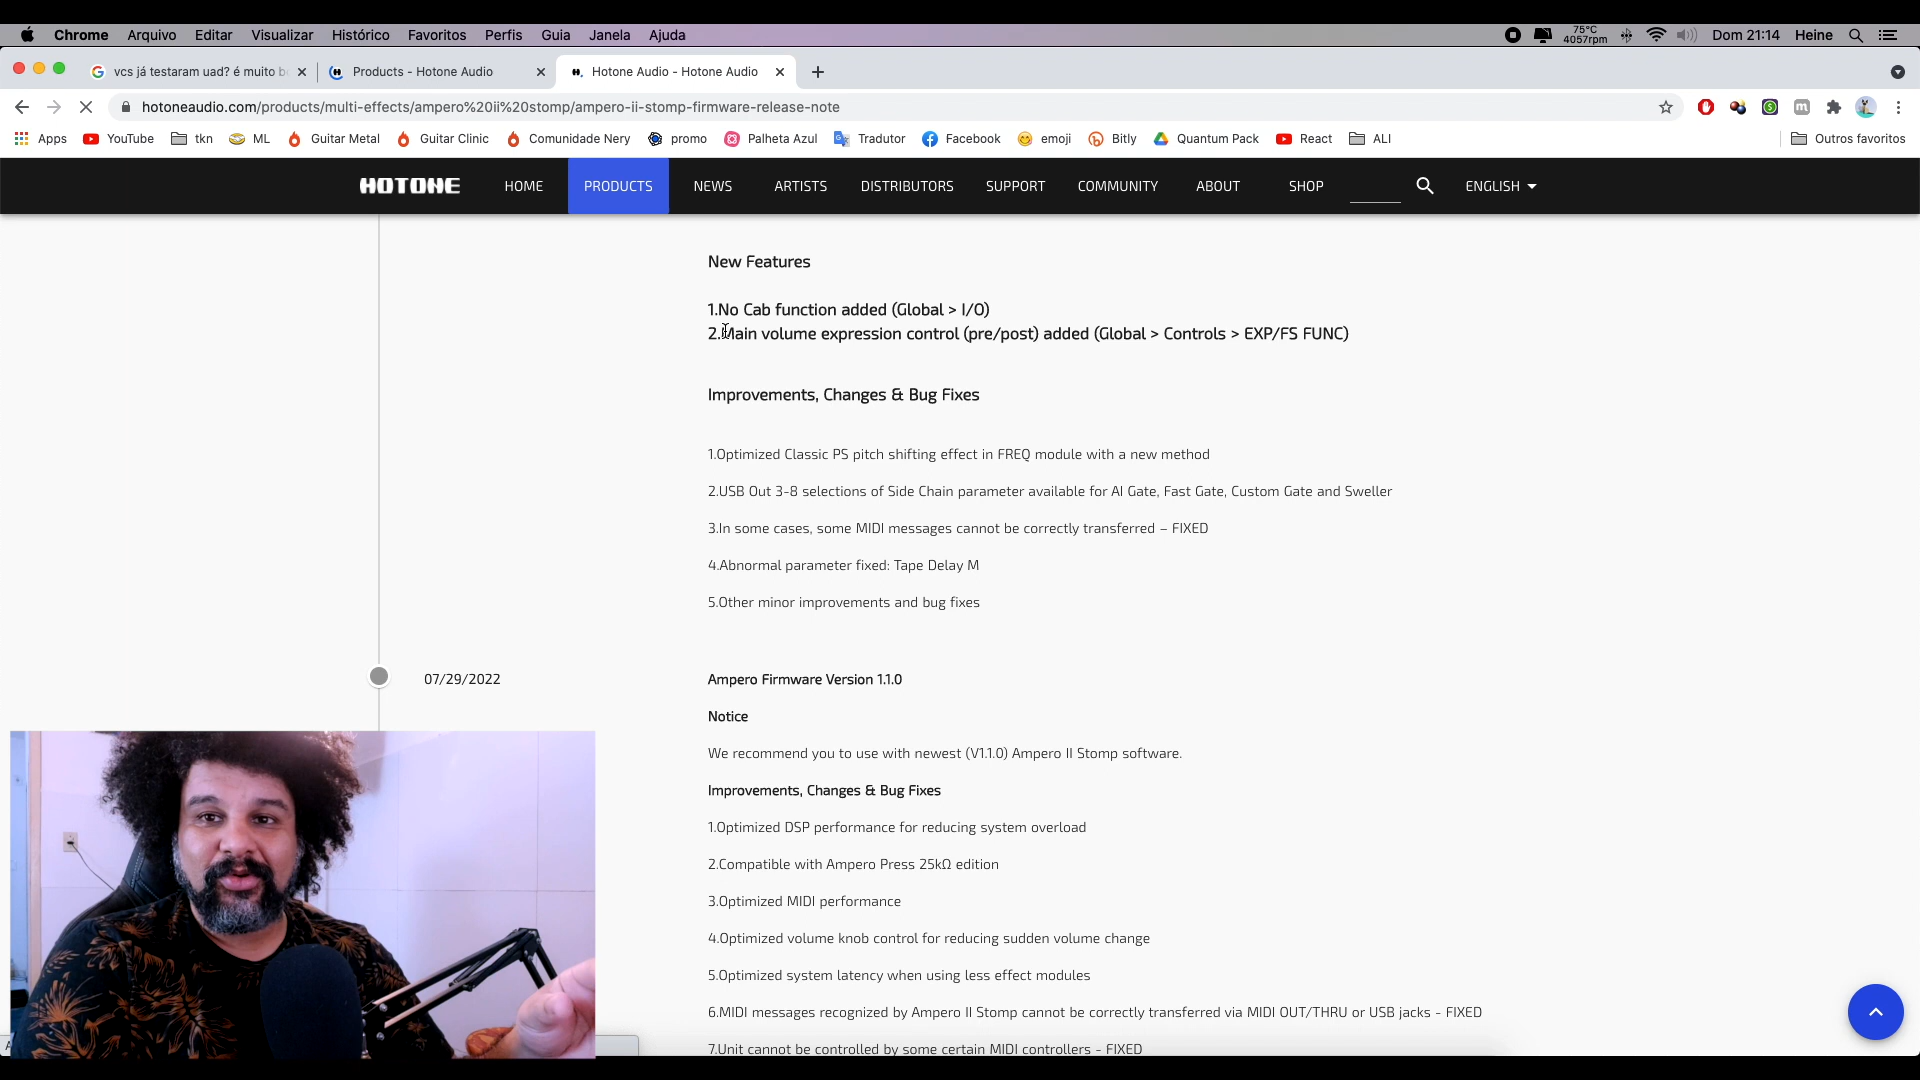 Chrome Arquivo Editar Visualizar Histórico Favoritos Perfis Guia Janela Ajuda 75°C 4057rpm Dom 21:14 Heine
vcs já testaram uad? é muito b Products - Hotone Audio Hotone Audio - Hotone Audio
hotoneaudio.com/products/multi-effects/ampero%20ii%20stomp/ampero-ii-stomp-firmware-release-note
Apps YouTube tkn ML Guitar Metal Guitar Clinic Comunidade Nery promo Palheta Azul Tradutor Facebook emoji Bitly Quantum Pack React ALI Outros favoritos
HOTONE HOME PRODUCTS NEWS ARTISTS DISTRIBUTORS SUPPORT COMMUNITY ABOUT SHOP ENGLISH
New Features
1.No Cab function added (Global > I/O)
2.Main volume expression control (pre/post) added (Global > Controls > EXP/FS FUNC)
Improvements, Changes & Bug Fixes
1.Optimized Classic PS pitch shifting effect in FREQ module with a new method
2.USB Out 3-8 selections of Side Chain parameter available for AI Gate, Fast Gate, Custom Gate and Sweller
3.In some cases, some MIDI messages cannot be correctly transferred – FIXED
4.Abnormal parameter fixed: Tape Delay M
5.Other minor improvements and bug fixes
07/29/2022 Ampero Firmware Version 1.1.0
Notice
We recommend you to use with newest (V1.1.0) Ampero II Stomp software.
Improvements, Changes & Bug Fixes
1.Optimized DSP performance for reducing system overload
2.Compatible with Ampero Press 25kΩ edition
3.Optimized MIDI performance
4.Optimized volume knob control for reducing sudden volume change
5.Optimized system latency when using less effect modules
6.MIDI messages recognized by Ampero II Stomp cannot be correctly transferred via MIDI OUT/THRU or USB jacks - FIXED
7.Unit cannot be controlled by some certain MIDI controllers - FIXED